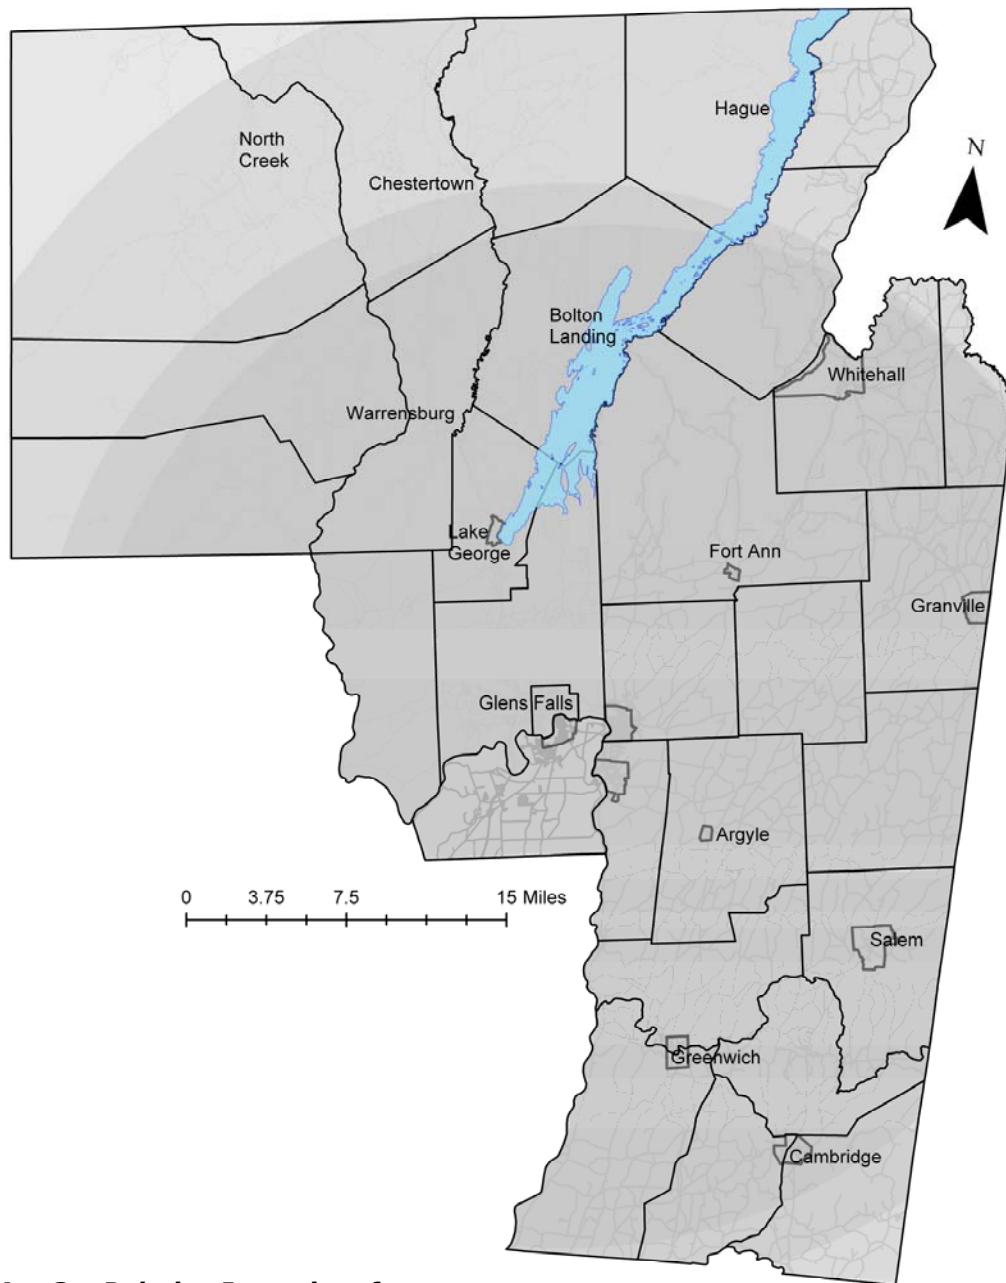 Hague
N
North
Creek
Chestertown
Bolton
Landing
Whitehall
Warrensburg
Lake
George
Fort Ann
Granville
Glens Falls
Argyle
0 3.75 7.5 15 Miles
Salem
Greenwich
Cambridge